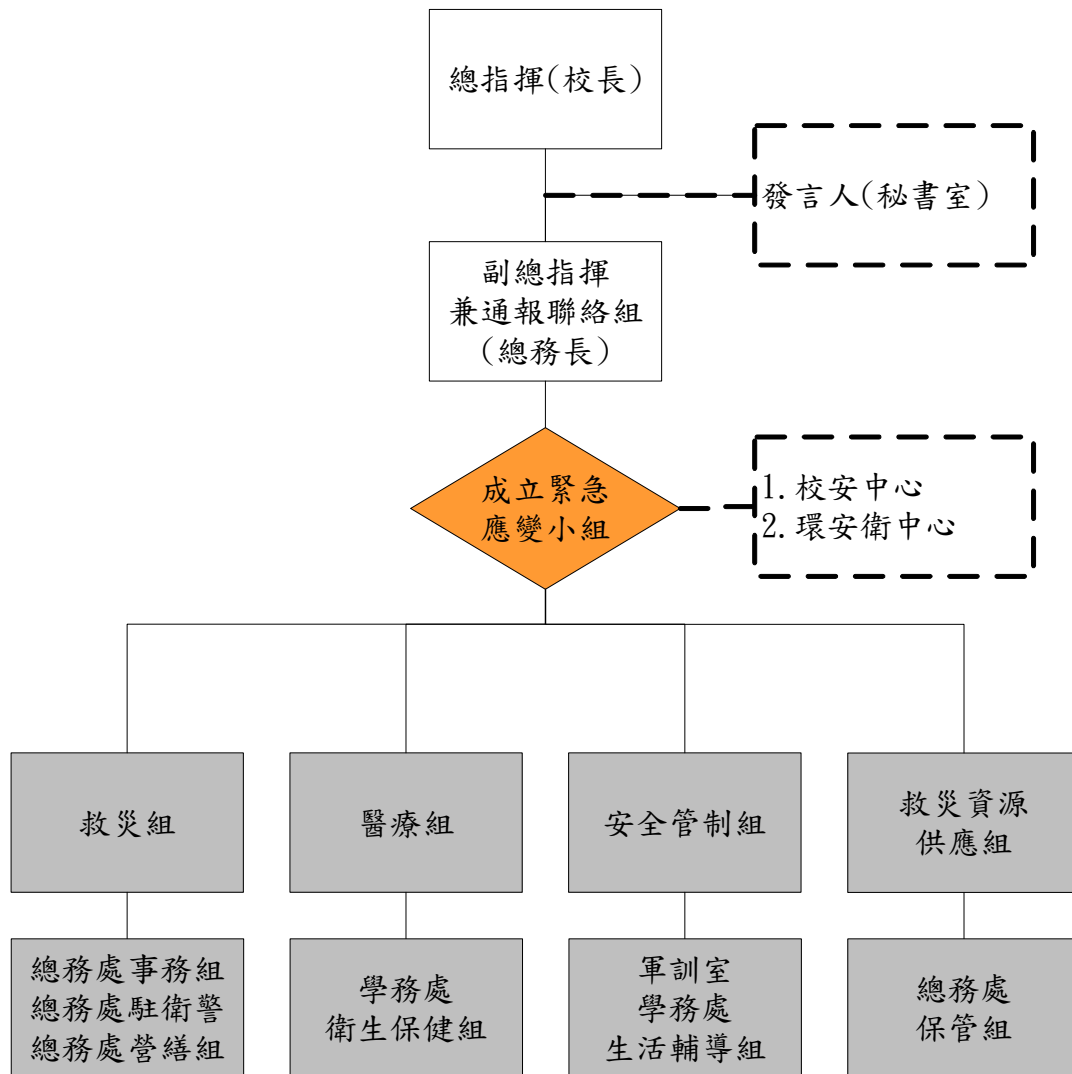 總指揮(校長)
發言人(秘書室)
副總指揮
兼通報聯絡組
(總務長)
成立緊急
應變小組
1.校安中心
2.環安衛中心
救災組
醫療組
安全管制組
救災資源
供應組
總務處事務組
總務處駐衛警
總務處營繕組
學務處
衛生保健組
軍訓室
學務處
生活輔導組
總務處
保管組